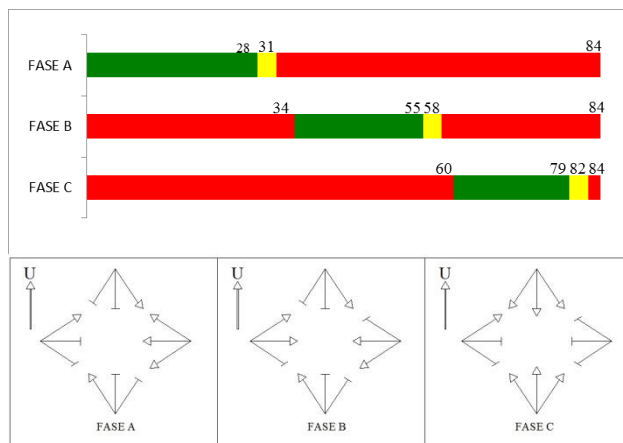 28 31 84
FASE A
34 55 58 84
FASE B
60 79 82 84
FASE C
U U U
FASE A FASE B FASE C